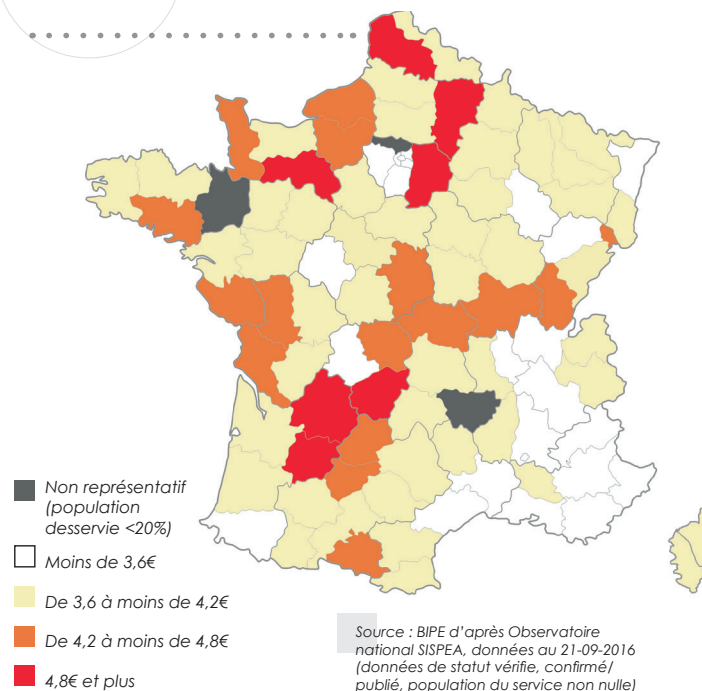 Non représentatif
(population
desservie <20%)
Moins de 3,6€
De 3,6 à moins de 4,2€
De 4,2 à moins de 4,8€
4,8€ et plus
Source : BIPE d’après Observatoire
national SISPEA, données au 21-09-2016
(données de statut vérifie, confirmé/
publié, population du service non nulle)